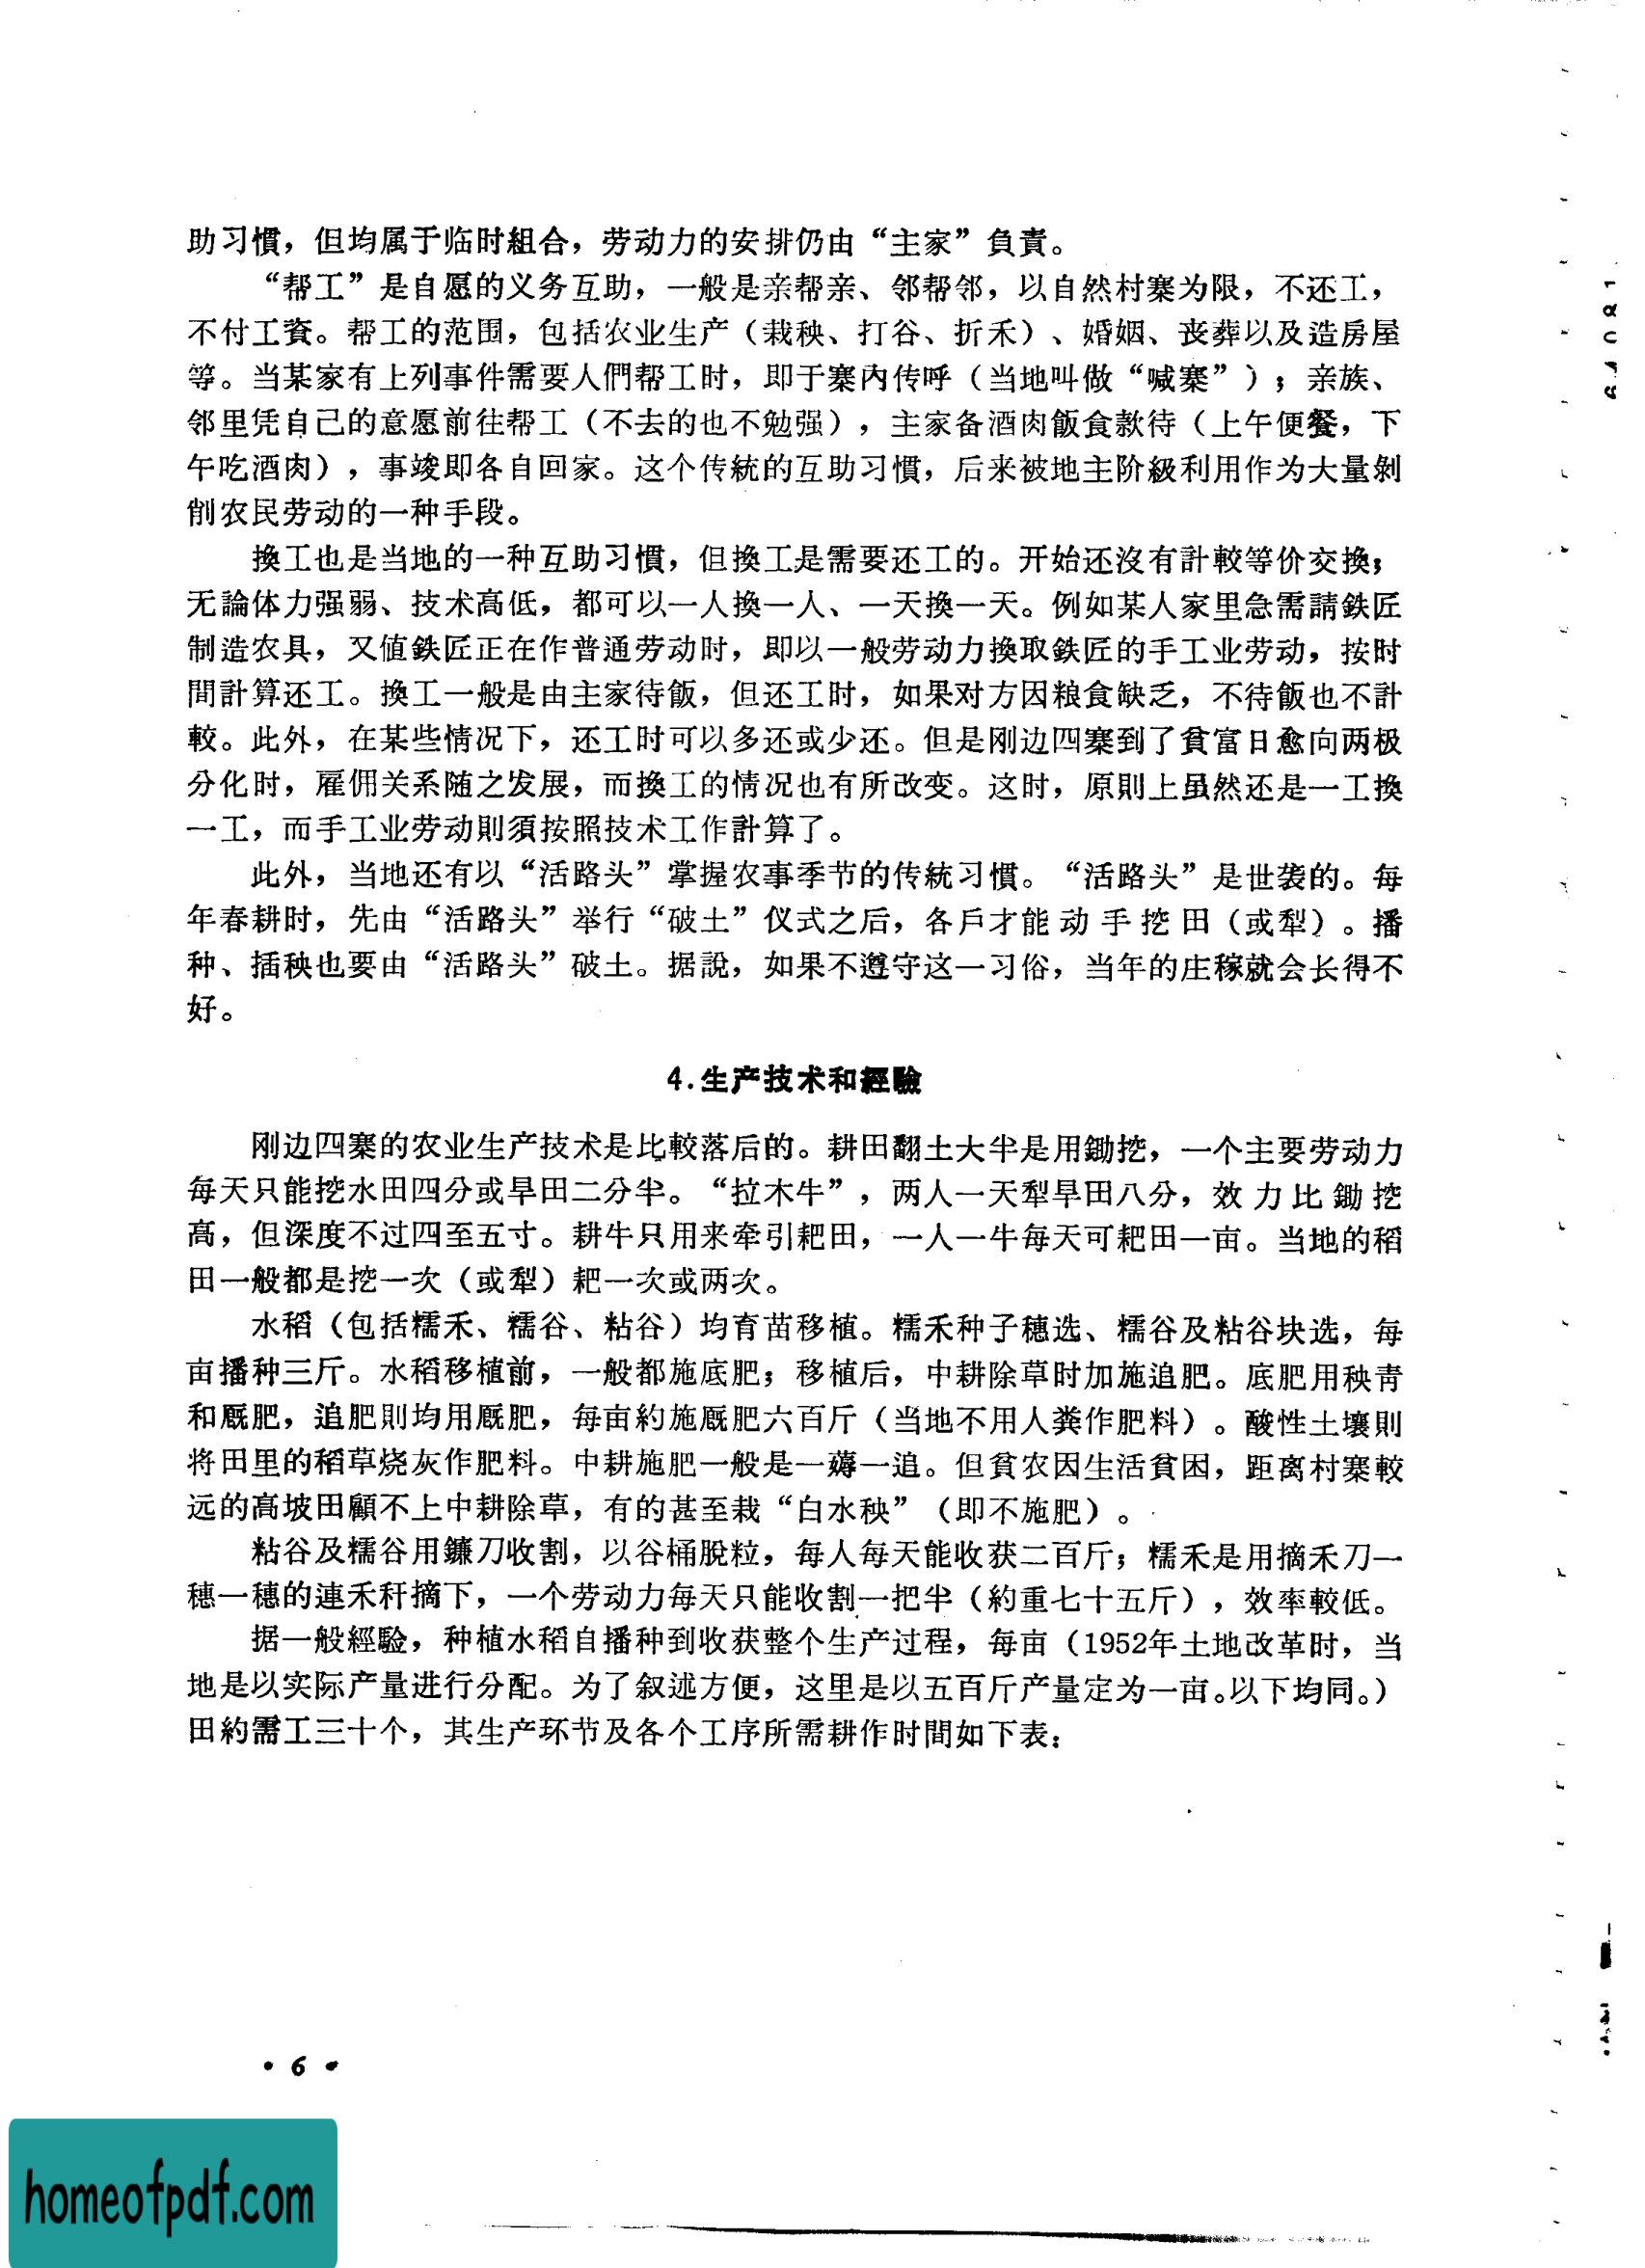 助习慣，但均属于临时組合，劳动力的安排仍由“主家”負責。
“帮工”是自愿的义务互助，一般是亲帮亲、邻帮邻，以自然村寨为限，不还工，
不付工資。帮工的范围，包括农业生产（栽秧、打谷、折禾）、婚姻、丧葬以及造房屋
等。当某家有上列事件需要人們帮工时，即于寨内传呼（当地叫做“喊寨”）；亲族、
邻里凭自己的意愿前往帮工（不去的也不勉强），主家备酒肉飯食款待（上午便餐，下
午吃酒肉），事竣即各自回家。这个传統的互助习慣，后来被地主阶級利用作为大量剝
削农民劳动的一种手段。
換工也是当地的一种互助习慣，但換工是需要还工的。开始还沒有計較等价交換；
无論体力强弱、技术高低，都可以一人換一人、一天換一天。例如某人家里急需請鉄匠
制造农具，又值鉄匠正在作普通劳动时，即以一般劳动力換取鉄匠的手工业劳动，按时
間計算还工。換工一般是由主家待飯，但还工时，如果对方因粮食缺乏，不待飯也不計
較。此外，在某些情况下，还工时可以多还或少还。但是刚边四寨到了貧富日愈向两极
分化时，雇佣关系随之发展，而換工的情况也有所改变。这时，原則上虽然还是一工換
一工，而手工业劳动則須按照技术工作計算了。
此外，当地还有以“活路头”掌握农事季节的传統习慣。“活路头”是世袭的。每
年春耕时，先由“活路头”举行“破土”仪式之后，各戶才能动手挖田（或犁）。播
种、插秧也要由“活路头”破土。据說，如果不遵守这一习俗，当年的庄稼就会长得不
好。
4.生产技术和經驗
刚边四寨的农业生产技术是比較落后的。耕田翻土大半是用鋤挖，一个主要劳动力
每天只能挖水田四分或旱田二分半。“拉木牛”，两人一天犁旱田八分，效力比鋤挖
高，但深度不过四至五寸。耕牛只用来牵引耙田，一人一牛每天可耙田一亩。当地的稻
田一般都是挖一次（或犁）耙一次或两次。
水稻（包括糯禾、糯谷、粘谷）均育苗移植。糯禾种子穗选、糯谷及粘谷块选，每
亩播种三斤。水稻移植前，一般都施底肥；移植后，中耕除草时加施追肥。底肥用秧靑
和厩肥，追肥則均用厩肥，每亩約施厩肥六百斤（当地不用人粪作肥料）。酸性土壤則
将田里的稻草烧灰作肥料。中耕施肥一般是一薅一追。但貧农因生活貧困，距离村寨較
远的高坡田顧不上中耕除草，有的甚至栽“白水秧”（即不施肥）。
粘谷及糯谷用鐮刀收割，以谷桶脫粒，每人每天能收获二百斤；糯禾是用摘禾刀一
穗一穗的連禾秆摘下，一个劳动力每天只能收割一把半（約重七十五斤），效率較低。
据一般經驗，种植水稻自播种到收获整个生产过程，每亩（1952年土地改革时，当
地是以实际产量进行分配。为了叙述方便，这里是以五百斤产量定为一亩。以下均同。）
田約需工三十个，其生产环节及各个工序所需耕作时間如下表：
• 6 •
homeofpdf.com